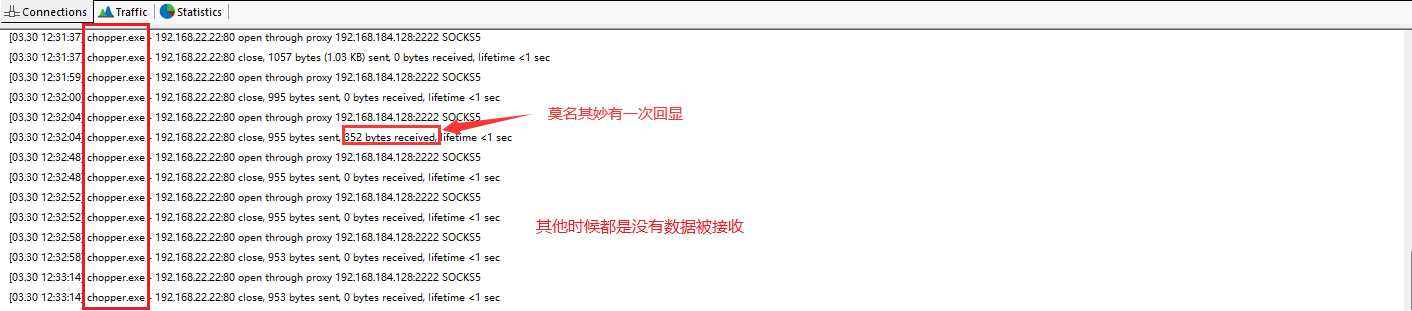 Connections Traffic Statistics
[03.30 12:31:37] chopper.exe - 192.168.22.22:80 open through proxy 192.168.184.128:2222 SOCKS5
[03.30 12:31:37] chopper.exe - 192.168.22.22:80 close, 1057 bytes (1.03 KB) sent, 0 bytes received, lifetime <1 sec
[03.30 12:31:59] chopper.exe - 192.168.22.22:80 open through proxy 192.168.184.128:2222 SOCKS5
[03.30 12:32:00] chopper.exe - 192.168.22.22:80 close, 995 bytes sent, 0 bytes received, lifetime <1 sec
[03.30 12:32:04] chopper.exe - 192.168.22.22:80 open through proxy 192.168.184.128:2222 SOCKS5
莫名其妙有一次回显
[03.30 12:32:04] chopper.exe - 192.168.22.22:80 close, 955 bytes sent, 352 bytes received, lifetime <1 sec
[03.30 12:32:48] chopper.exe - 192.168.22.22:80 open through proxy 192.168.184.128:2222 SOCKS5
[03.30 12:32:48] chopper.exe - 192.168.22.22:80 close, 955 bytes sent, 0 bytes received, lifetime <1 sec
[03.30 12:32:52] chopper.exe - 192.168.22.22:80 open through proxy 192.168.184.128:2222 SOCKS5
[03.30 12:32:52] chopper.exe - 192.168.22.22:80 close, 955 bytes sent, 0 bytes received, lifetime <1 sec
其他时候都是没有数据被接收
[03.30 12:32:58] chopper.exe - 192.168.22.22:80 open through proxy 192.168.184.128:2222 SOCKS5
[03.30 12:32:58] chopper.exe - 192.168.22.22:80 close, 953 bytes sent, 0 bytes received, lifetime <1 sec
[03.30 12:33:14] chopper.exe - 192.168.22.22:80 open through proxy 192.168.184.128:2222 SOCKS5
[03.30 12:33:14] chopper.exe - 192.168.22.22:80 close, 953 bytes sent, 0 bytes received, lifetime <1 sec